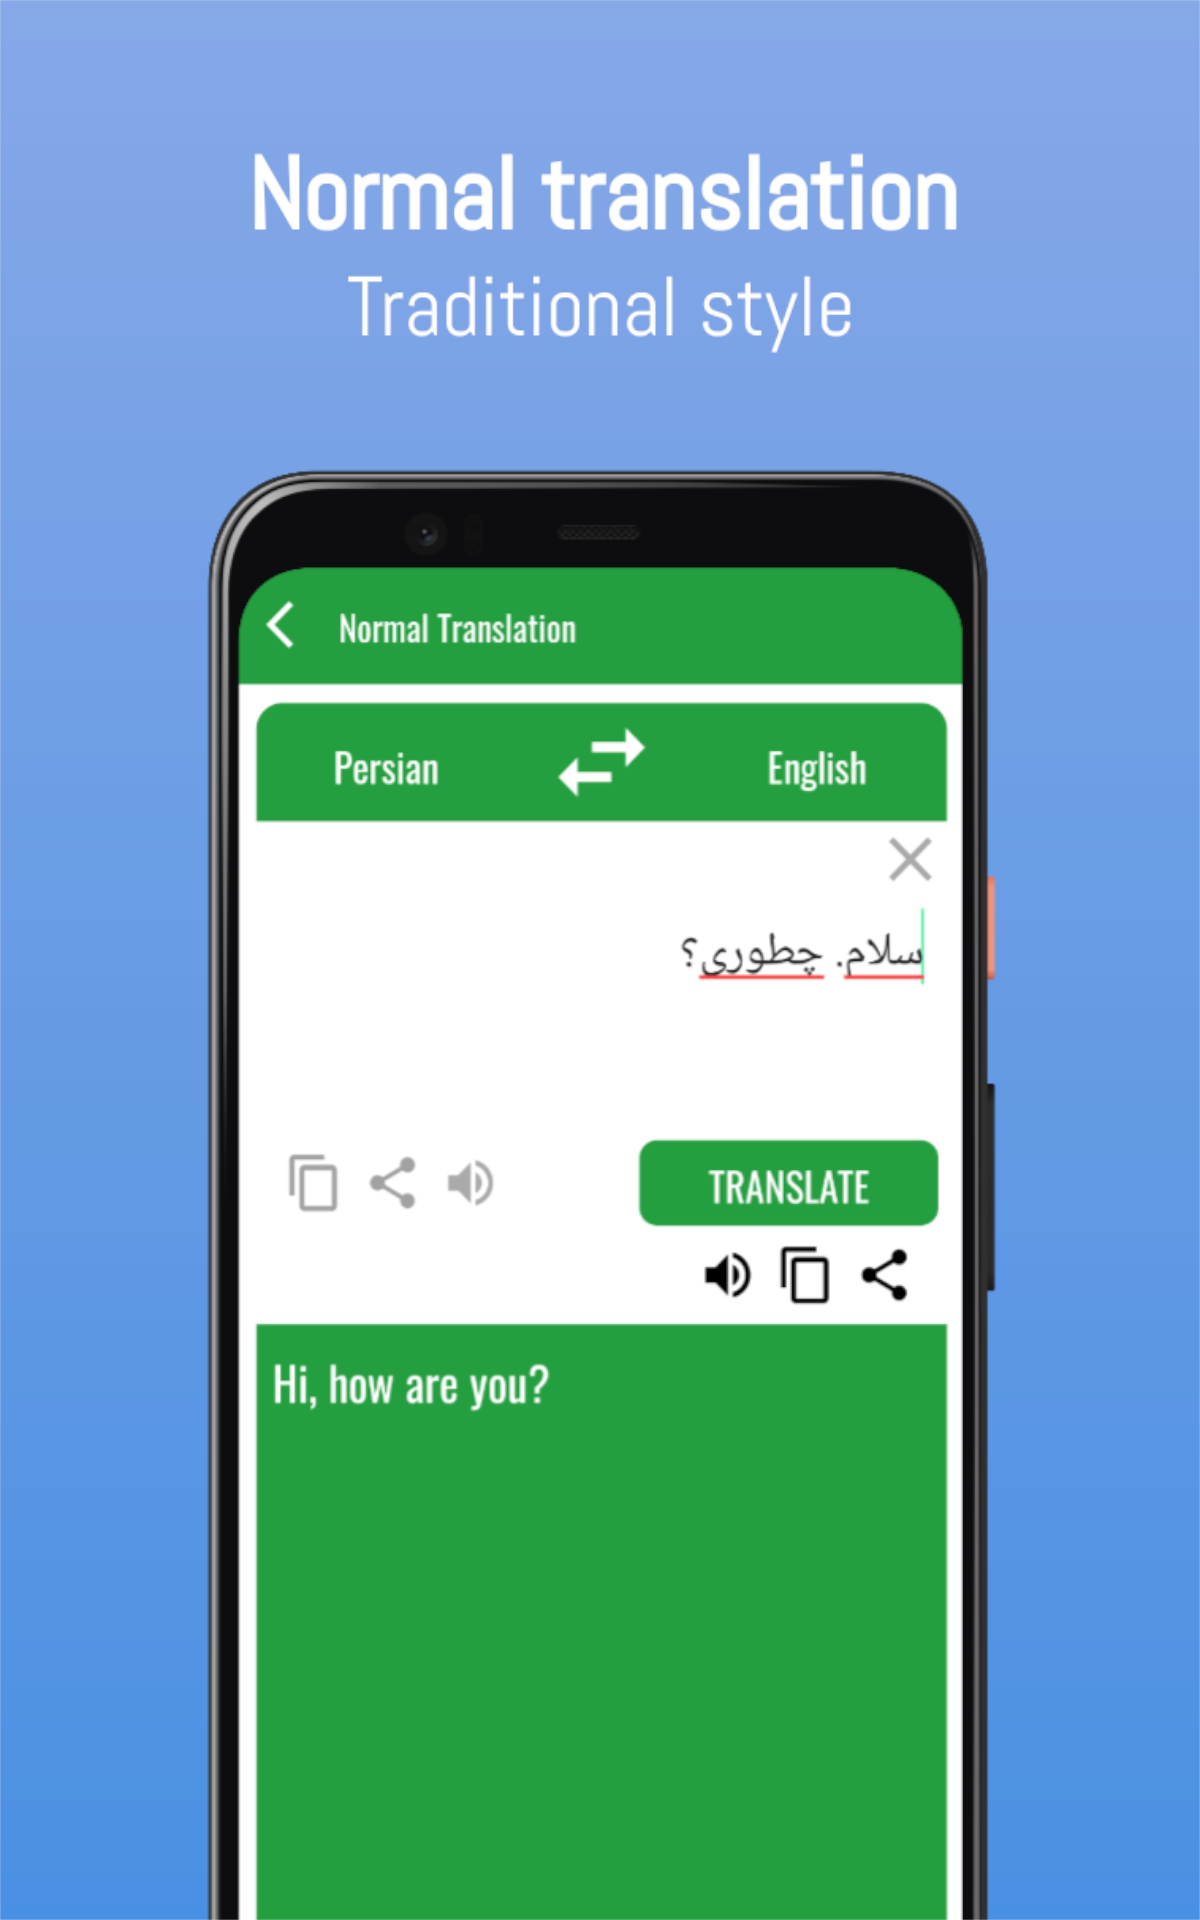 Normal translation
Traditional style
Normal Translation
Persian
English
سلام. چطوری؟
TRANSLATE
Hi, how are you?